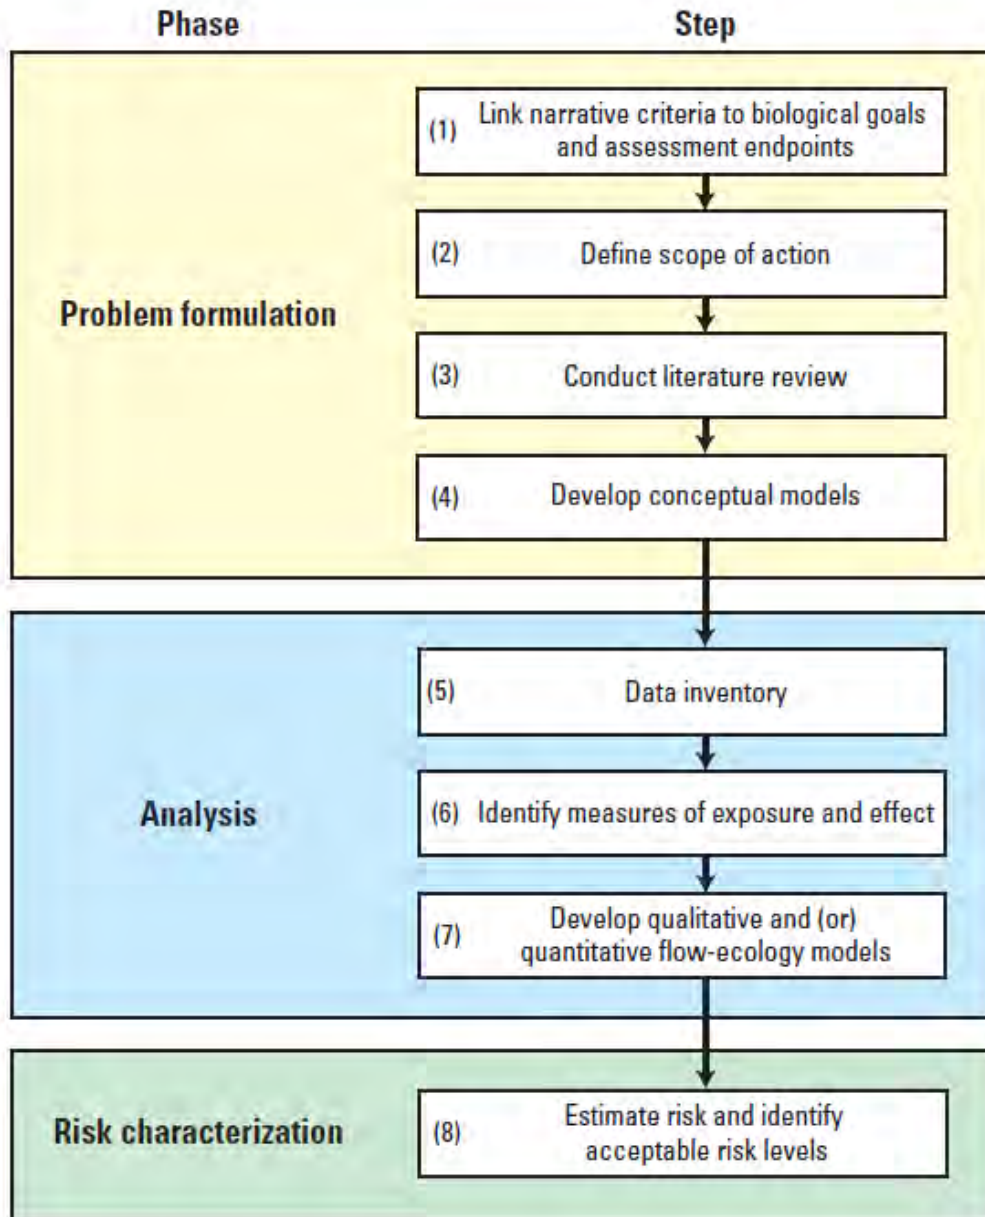 Phase
Step
Problem formulation
(1)
Link narrative criteria to biological goals
and assessment endpoints
(2)
Define scope of action
(3)
Conduct literature review
(4)
Develop conceptual models
Analysis
(5)
Data inventory
(6)
Identify measures of exposure and effect
(7)
Develop qualitative and (or)
quantitative flow-ecology models
Risk characterization
(8)
Estimate risk and identify
acceptable risk levels